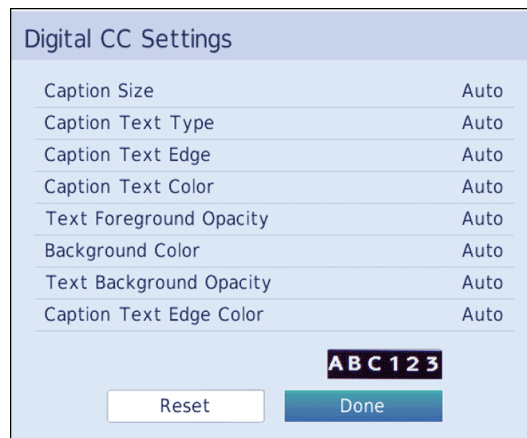 Digital CC Settings
Caption Size Auto
Caption Text Type Auto
Caption Text Edge Auto
Caption Text Color Auto
Text Foreground Opacity Auto
Background Color Auto
Text Background Opacity Auto
Caption Text Edge Color Auto
ABC123
Reset Done